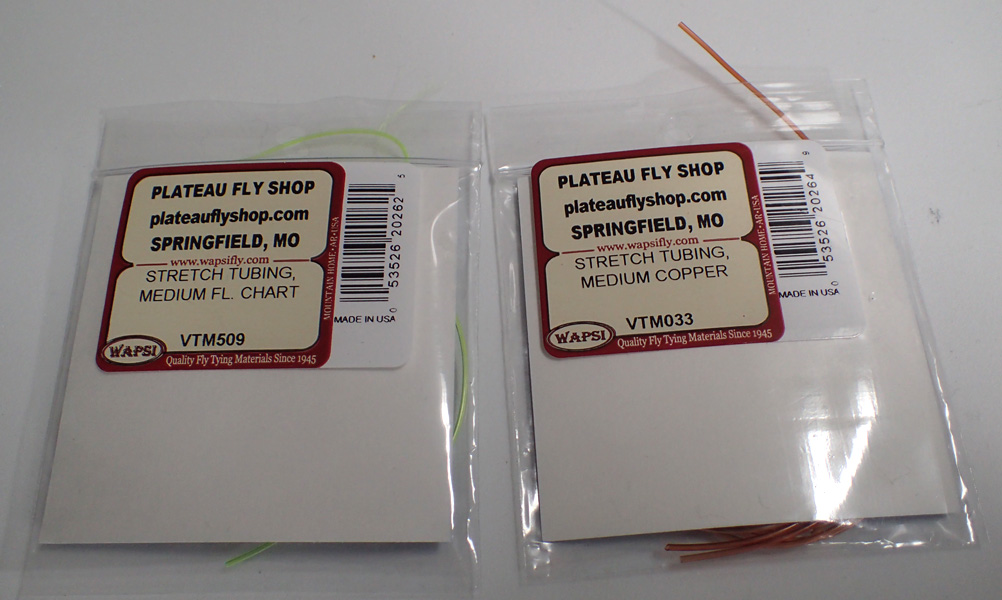 PLATEAU FLY SHOP
plateauflyshop.com
SPRINGFIELD, MO
www.wapsifly.com
STRETCH TUBING,
MEDIUM FL. CHART
VTM509
WAPSI
Quality Fly Tying Materials Since 1945
MOUNTAIN HOME • AR • USA
0 53526 20262 5
MADE IN USA
PLATEAU FLY SHOP
plateauflyshop.com
SPRINGFIELD, MO
www.wapsifly.com
STRETCH TUBING,
MEDIUM COPPER
VTM033
WAPSI
Quality Fly Tying Materials Since 1945
MOUNTAIN HOME • AR • USA
0 53526 20264 9
MADE IN USA